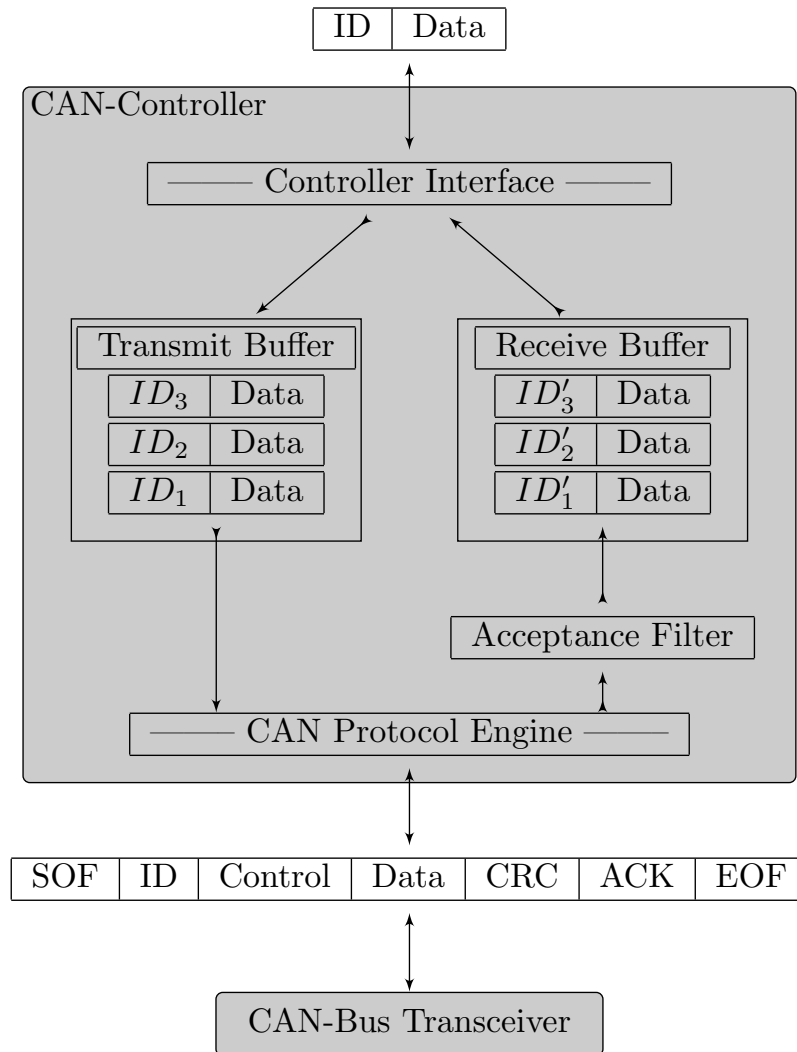 ID Data
CAN-Controller
——— Controller Interface ———
Transmit Buffer
ID₃ Data
ID₂ Data
ID₁ Data
Receive Buffer
ID′₃ Data
ID′₂ Data
ID′₁ Data
Acceptance Filter
——— CAN Protocol Engine ———
SOF ID Control Data CRC ACK EOF
CAN-Bus Transceiver